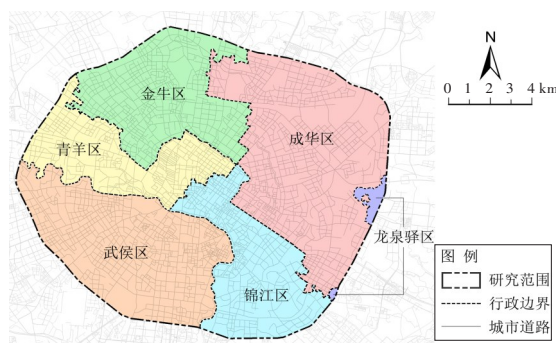 N
0 1 2 3 4 km
金牛区
成华区
青羊区
龙泉驿区
武侯区
锦江区
图 例
研究范围
行政边界
城市道路